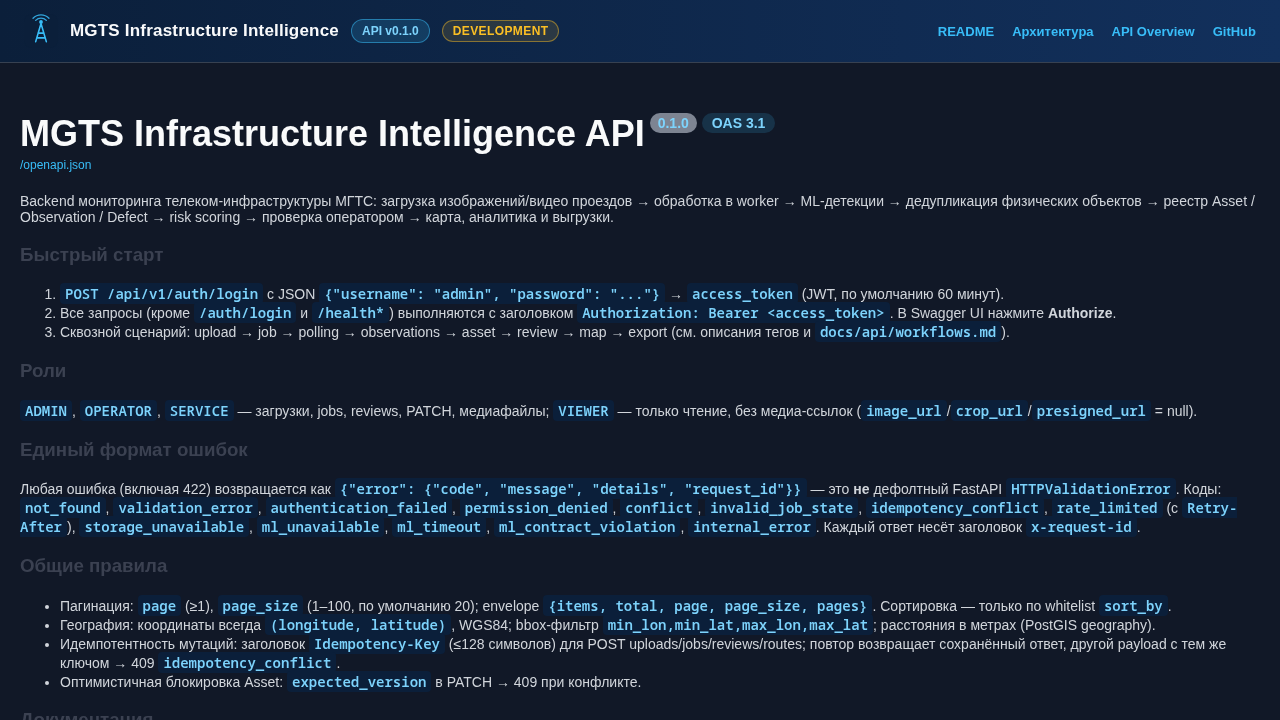 MGTS Infrastructure Intelligence API v0.1.0 DEVELOPMENT README Архитектура API Overview GitHub
MGTS Infrastructure Intelligence API 0.1.0 OAS 3.1
/openapi.json
Backend мониторинга телеком-инфраструктуры МГТС: загрузка изображений/видео проездов → обработка в worker → ML-детекции → дедупликация физических объектов → реестр Asset /
Observation / Defect → risk scoring → проверка оператором → карта, аналитика и выгрузки.
Быстрый старт
1. POST /api/v1/auth/login с JSON {"username": "admin", "password": "..."} → access_token (JWT, по умолчанию 60 минут).
2. Все запросы (кроме /auth/login и /health* ) выполняются с заголовком Authorization: Bearer <access_token> . В Swagger UI нажмите Authorize.
3. Сквозной сценарий: upload → job → polling → observations → asset → review → map → export (см. описания тегов и docs/api/workflows.md ).
Роли
ADMIN , OPERATOR , SERVICE — загрузки, jobs, reviews, PATCH, медиафайлы; VIEWER — только чтение, без медиа-ссылок ( image_url / crop_url / presigned_url = null).
Единый формат ошибок
Любая ошибка (включая 422) возвращается как {"error": {"code", "message", "details", "request_id"}} — это не дефолтный FastAPI HTTPValidationError . Коды:
not_found , validation_error , authentication_failed , permission_denied , conflict , invalid_job_state , idempotency_conflict , rate_limited (с Retry-
After ), storage_unavailable , ml_unavailable , ml_timeout , ml_contract_violation , internal_error . Каждый ответ несёт заголовок x-request-id .
Общие правила
• Пагинация: page (≥1), page_size (1–100, по умолчанию 20); envelope {items, total, page, page_size, pages} . Сортировка — только по whitelist sort_by .
• География: координаты всегда (longitude, latitude) , WGS84; bbox-фильтр min_lon,min_lat,max_lon,max_lat ; расстояния в метрах (PostGIS geography).
• Идемпотентность мутаций: заголовок Idempotency-Key (≤128 символов) для POST uploads/jobs/reviews/routes; повтор возвращает сохранённый ответ, другой payload с тем же
ключом → 409 idempotency_conflict .
• Оптимистичная блокировка Asset: expected_version в PATCH → 409 при конфликте.
Документация